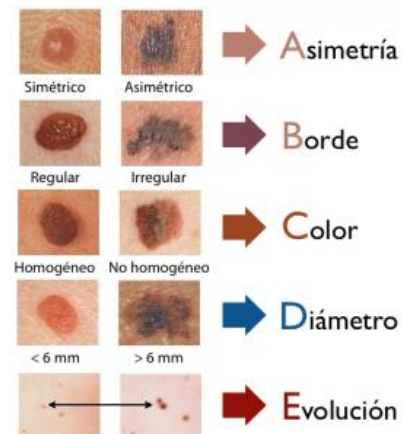 Asimetría
Simétrico Asimétrico
Borde
Regular Irregular
Color
Homogéneo No homogéneo
Diámetro
< 6 mm > 6 mm
Evolución